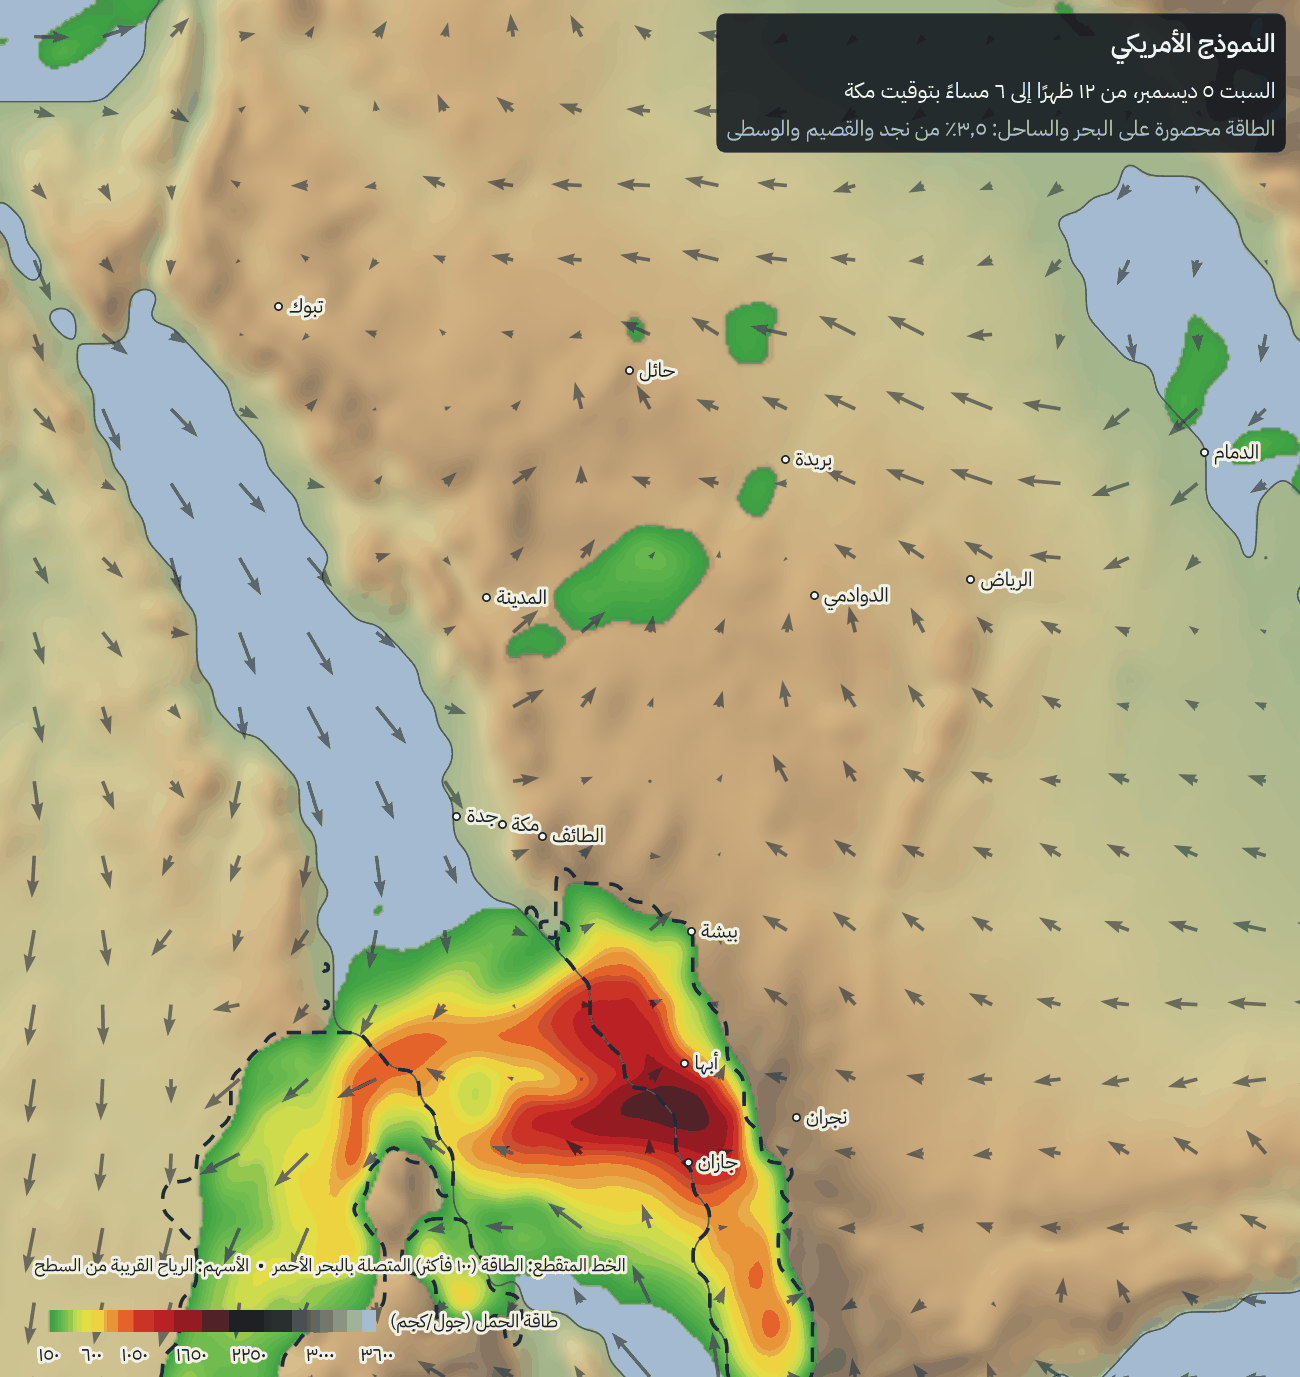 النموذج الأمريكي
السبت ٥ ديسمبر، من ١٢ ظهرًا إلى ٦ مساءً بتوقيت مكة
الطاقة محصورة على البحر والساحل: ٣,٥٪ من نجد والقصيم والوسطى
تبوك
حائل
بريدة
الدمام
الرياض
الدوادمي
المدينة
جدة
مكة
الطائف
بيشة
أبها
نجران
جازان
الخط المتقطع: الطاقة (١٠٠ فأكثر) المتصلة بالبحر الأحمر • الأسهم: الرياح القريبة من السطح
طاقة الحمل (جول/كجم)
١٥٠ ٦٠٠ ١٠٥٠ ١٦٥٠ ٢٢٥٠ ٣٠٠٠ ٣٦٠٠